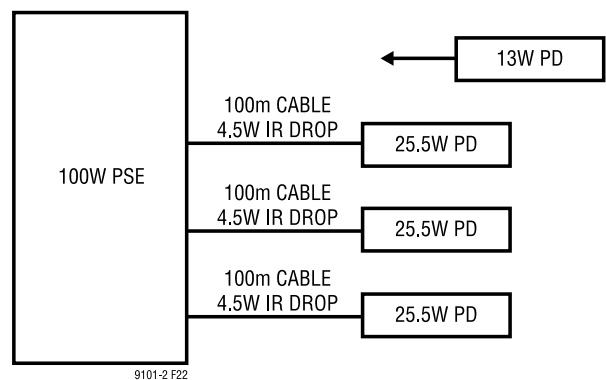 13W PD
100m CABLE
4.5W IR DROP
25.5W PD
100W PSE
100m CABLE
4.5W IR DROP
25.5W PD
100m CABLE
4.5W IR DROP
25.5W PD
9101-2 F22